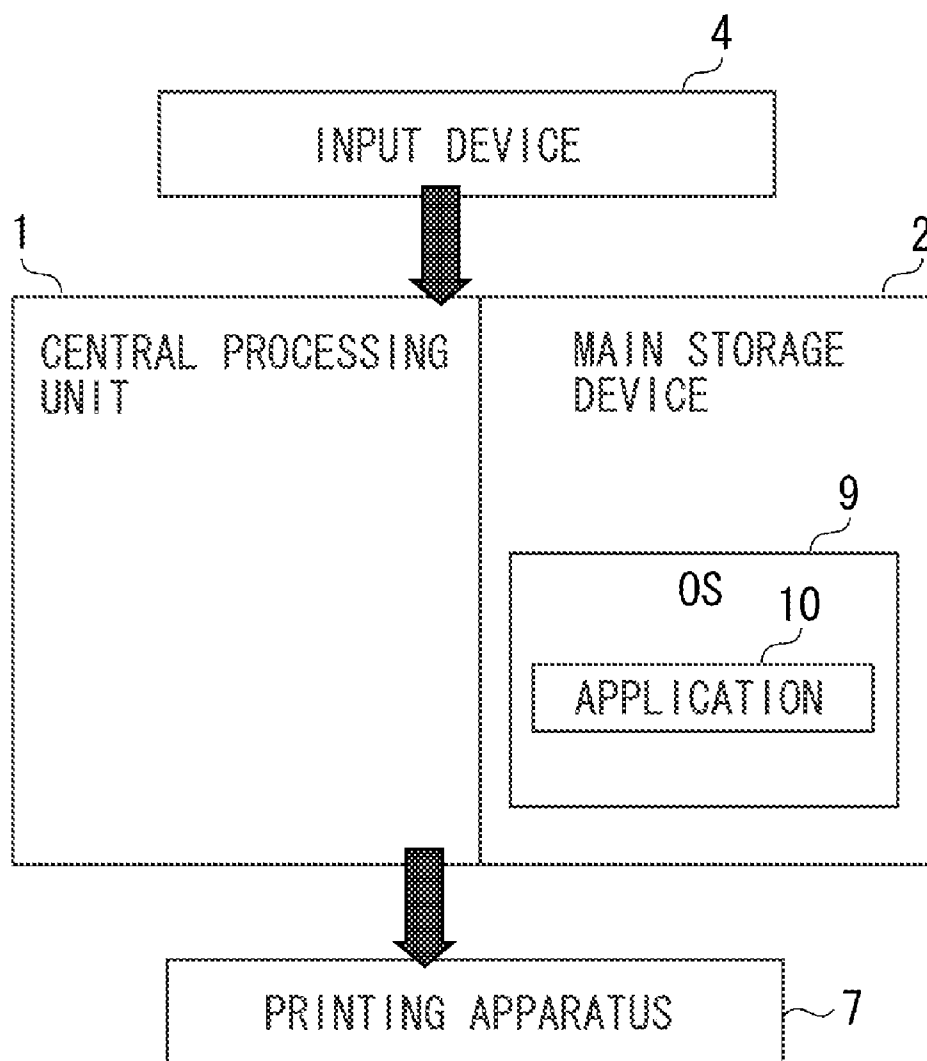 4
INPUT DEVICE
1
2
CENTRAL PROCESSING
UNIT
MAIN STORAGE
DEVICE
9
OS
10
APPLICATION
PRINTING APPARATUS
7